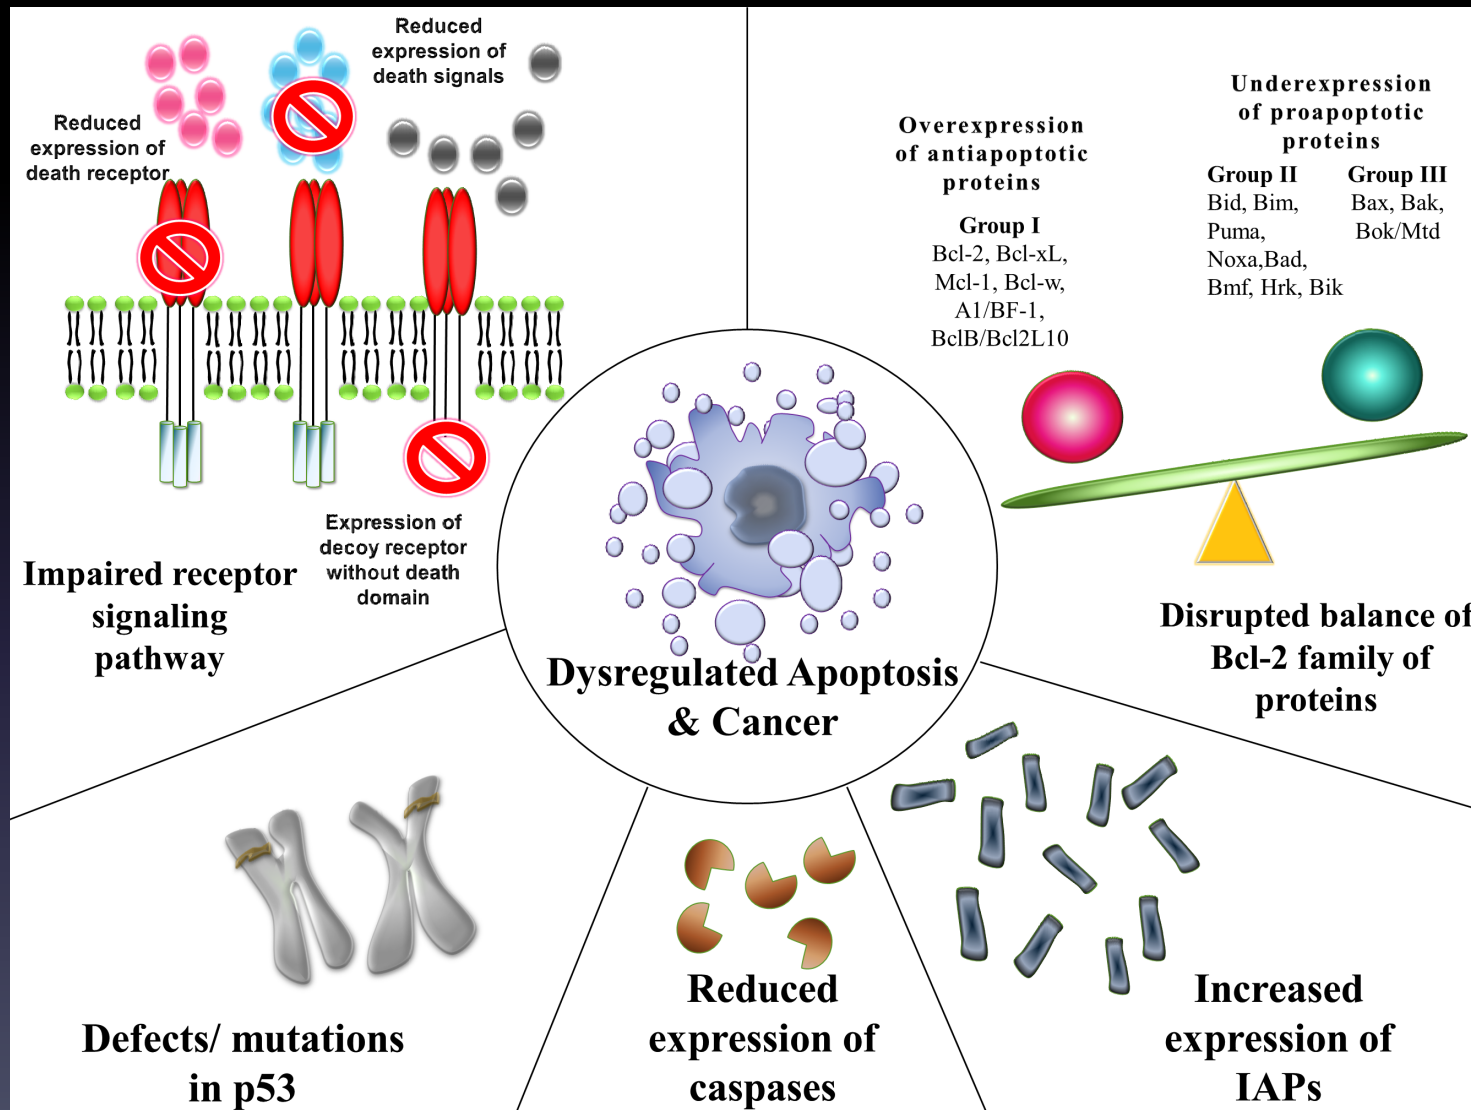 Reduced
expression of
death signals
Reduced
expression of
death receptor
Expression of
decoy receptor
without death
domain
Impaired receptor
signaling
pathway
Overexpression
of antiapoptotic
proteins
Group I
Bcl-2, Bcl-xL,
Mcl-1, Bcl-w,
A1/BF-1,
BclB/Bcl2L10
Underexpression
of proapoptotic
proteins
Group II
Bid, Bim,
Puma,
Noxa,Bad,
Bmf, Hrk, Bik
Group III
Bax, Bak,
Bok/Mtd
Disrupted balance of
Bcl-2 family of
proteins
Dysregulated Apoptosis
& Cancer
Defects/ mutations
in p53
Reduced
expression of
caspases
Increased
expression of
IAPs